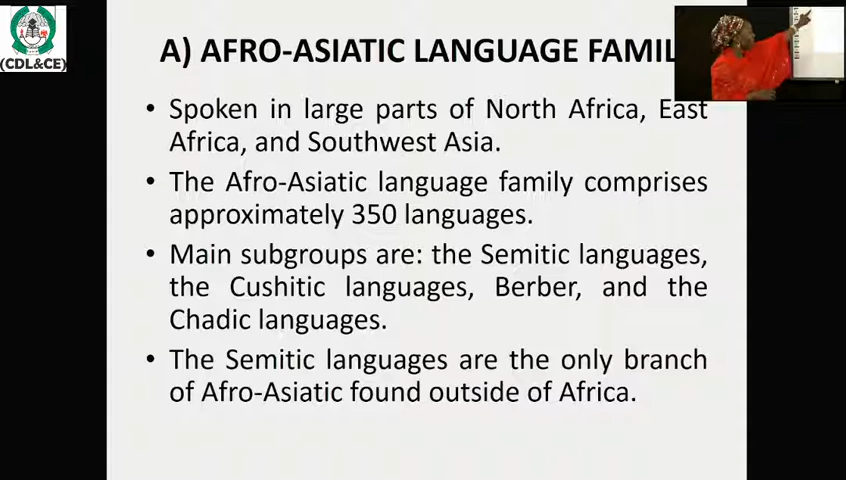 (CDL&CE)
A) AFRO-ASIATIC LANGUAGE FAMIL
• Spoken in large parts of North Africa, East
Africa, and Southwest Asia.
• The Afro-Asiatic language family comprises
approximately 350 languages.
• Main subgroups are: the Semitic languages,
the Cushitic languages, Berber, and the
Chadic languages.
• The Semitic languages are the only branch
of Afro-Asiatic found outside of Africa.